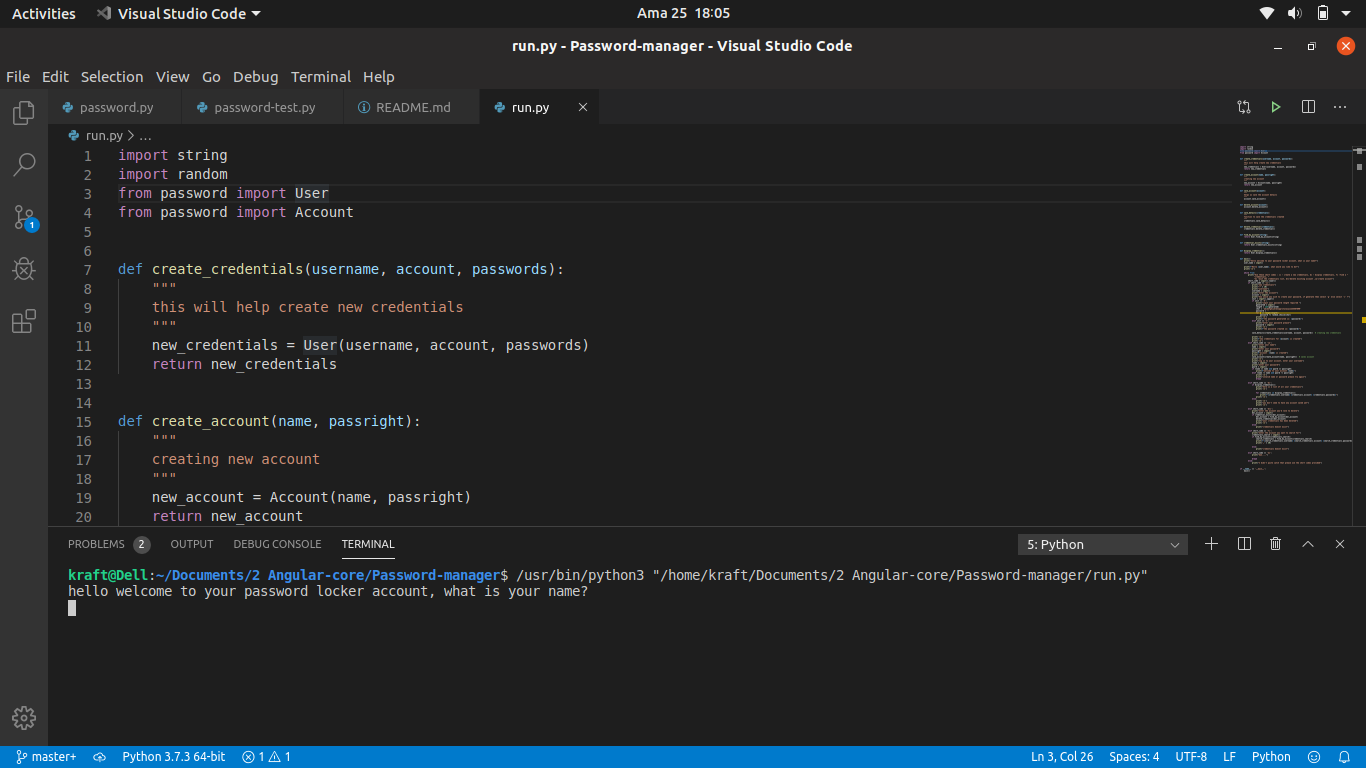 Activities Visual Studio Code Ama 25 18:05
run.py - Password-manager - Visual Studio Code
File Edit Selection View Go Debug Terminal Help
password.py password-test.py README.md run.py
run.py > ...
1 import string
2 import random
3 from password import User
4 from password import Account
5
6
7 def create_credentials(username, account, passwords):
8 """
9 this will help create new credentials
10 """
11 new_credentials = User(username, account, passwords)
12 return new_credentials
13
14
15 def create_account(name, passright):
16 """
17 creating new account
18 """
19 new_account = Account(name, passright)
20 return new_account
1
PROBLEMS 2 OUTPUT DEBUG CONSOLE TERMINAL 5: Python
kraft@Dell:~/Documents/2 Angular-core/Password-manager$ /usr/bin/python3 "/home/kraft/Documents/2 Angular-core/Password-manager/run.py"
hello welcome to your password locker account, what is your name?
master+ Python 3.7.3 64-bit 1 1 Ln 3, Col 26 Spaces: 4 UTF-8 LF Python